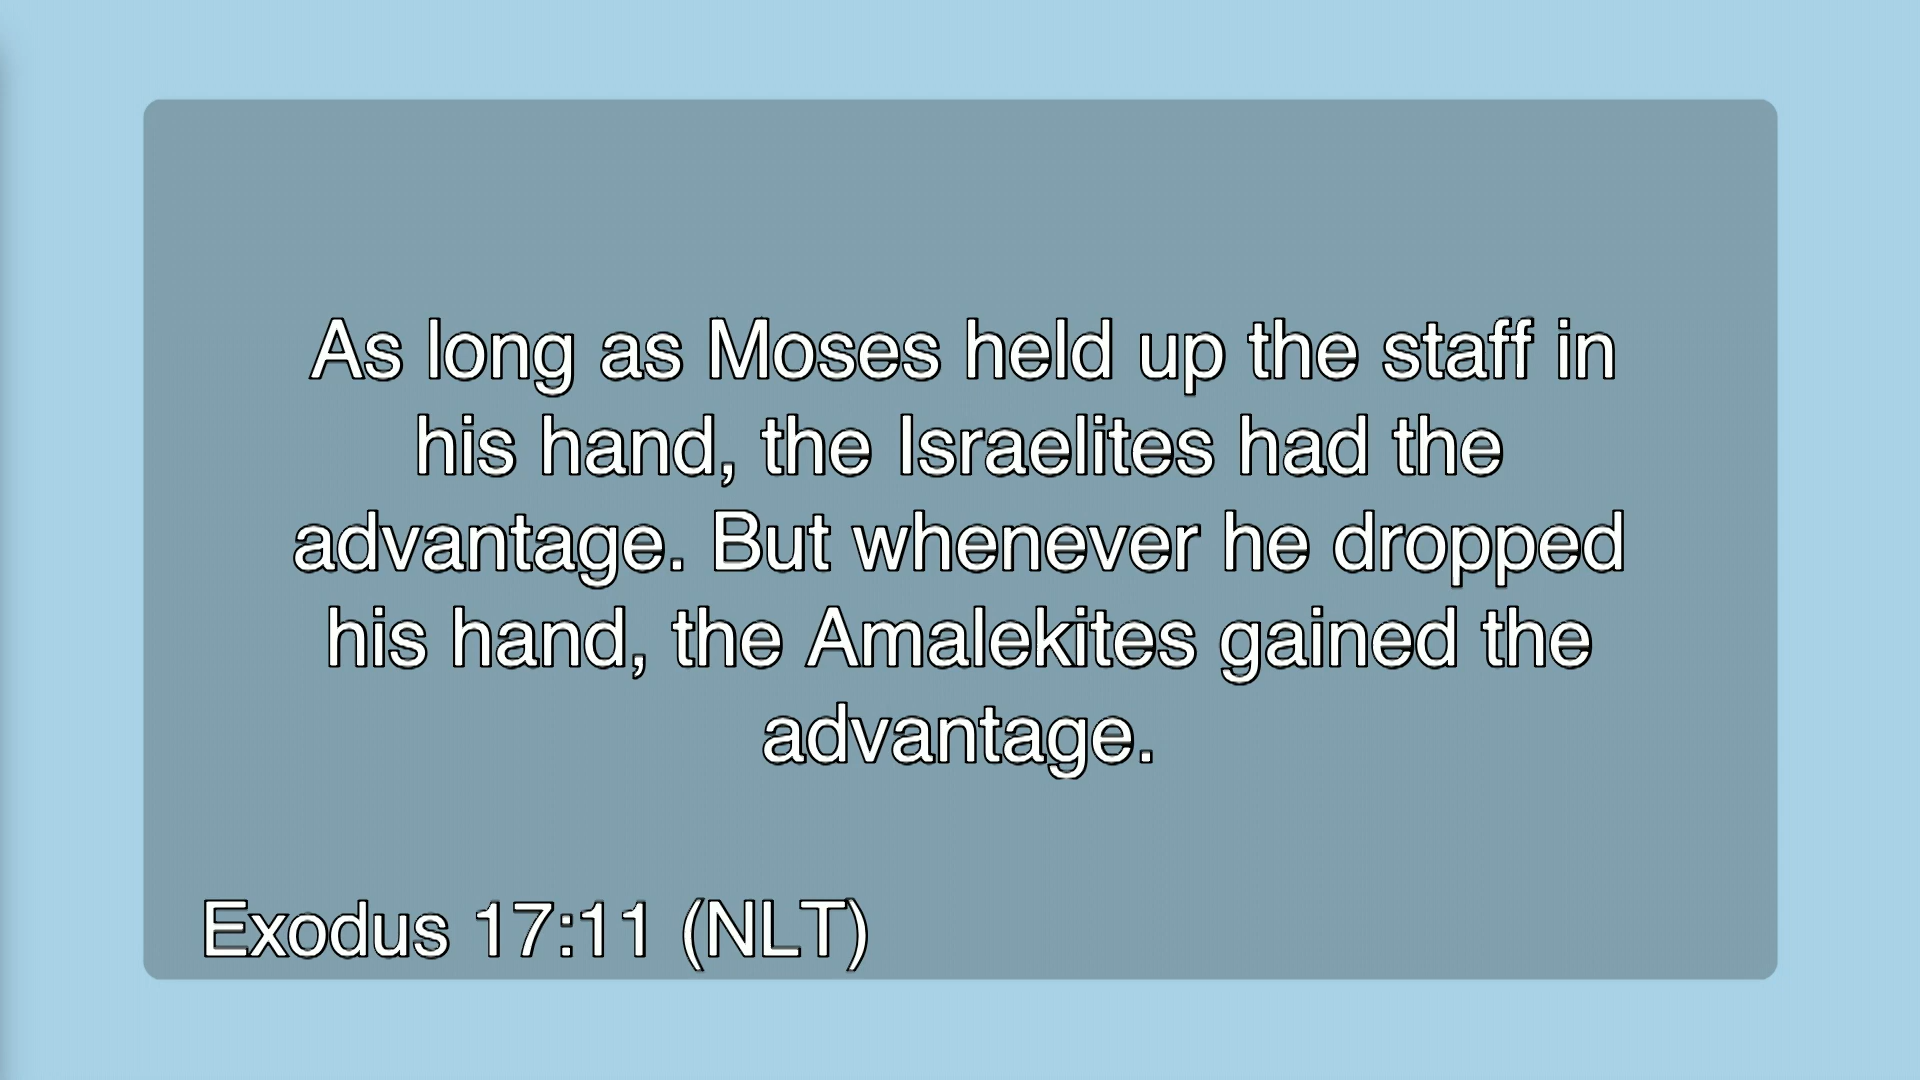 As long as Moses held up the staff in
his hand, the Israelites had the
advantage. But whenever he dropped
his hand, the Amalekites gained the
advantage.
Exodus 17:11 (NLT)